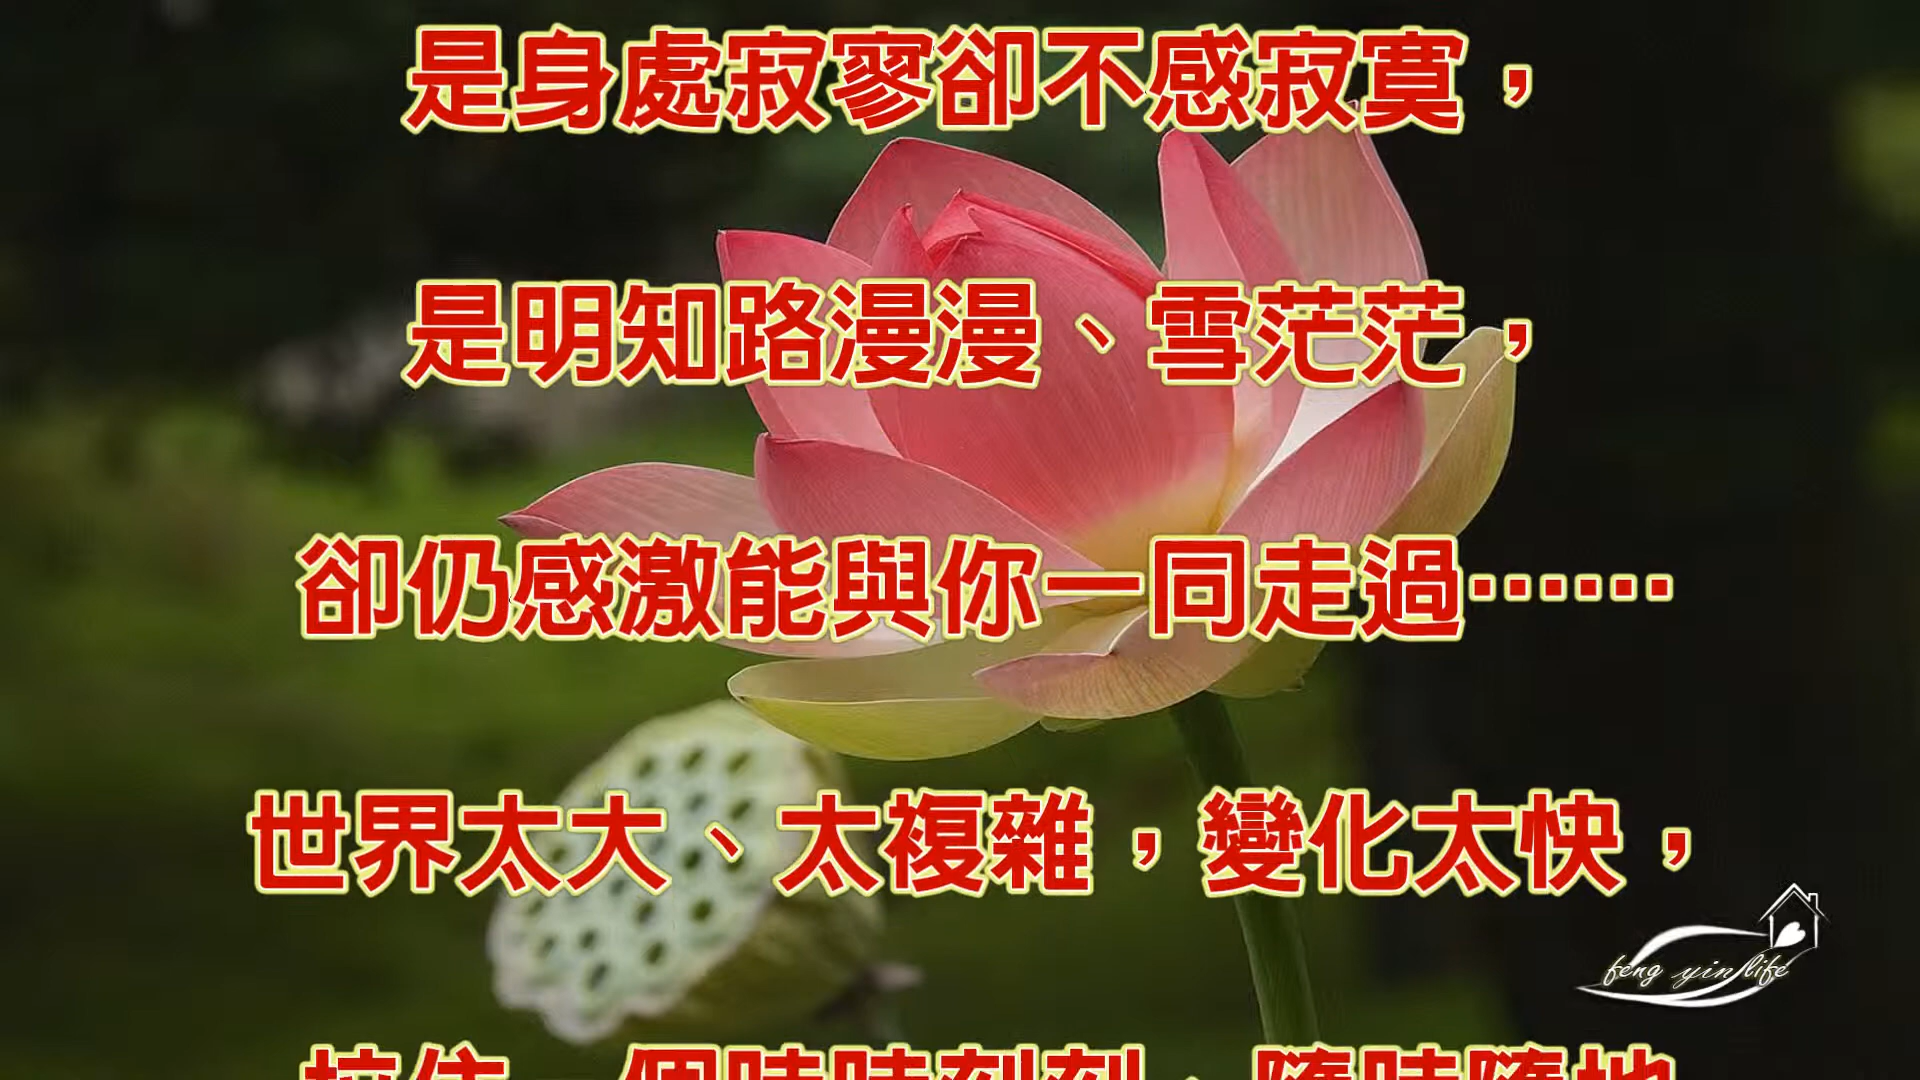 是身處寂寥卻不感寂寞，
是明知路漫漫、雪茫茫，
卻仍感激能與你一同走過⋯⋯
世界太大、太複雜，變化太快，
feng yin life